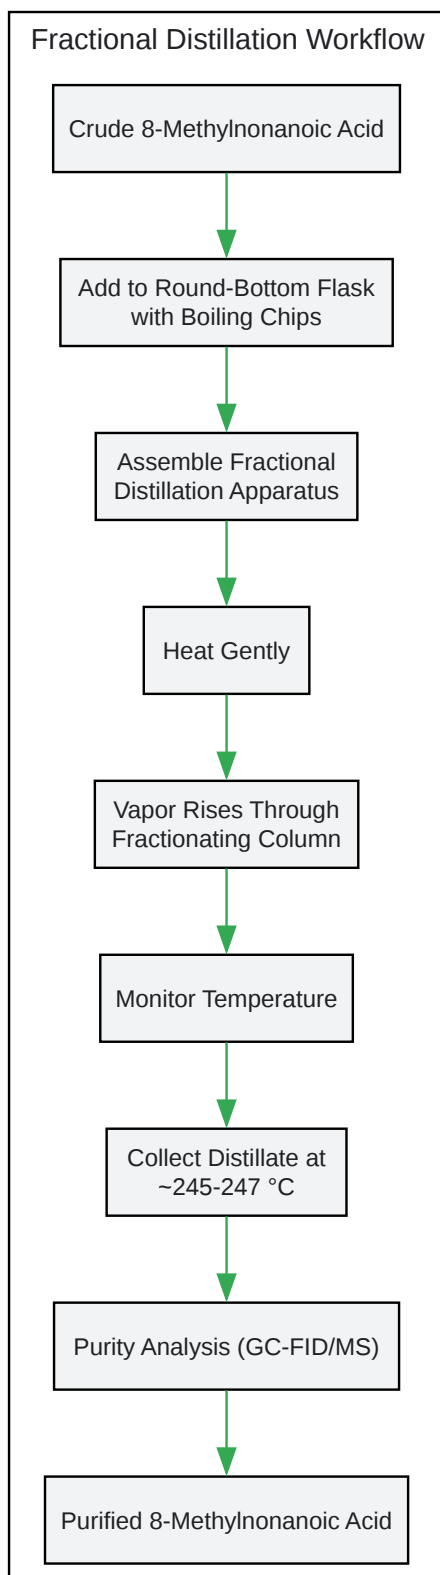 Fractional Distillation Workflow
Crude 8-Methylnonanoic Acid
Add to Round-Bottom Flask
with Boiling Chips
Assemble Fractional
Distillation Apparatus
Heat Gently
Vapor Rises Through
Fractionating Column
Monitor Temperature
Collect Distillate at
~245-247 °C
Purity Analysis (GC-FID/MS)
Purified 8-Methylnonanoic Acid